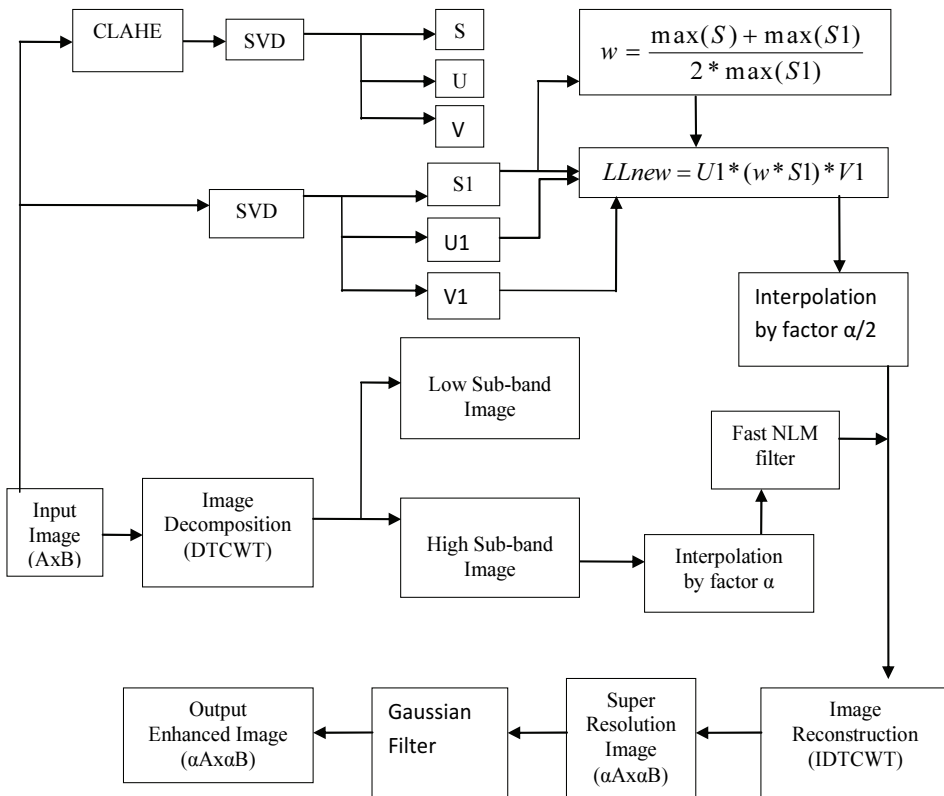 CLAHE
SVD
S
U
V
w = \frac{max(S) + max(S1)}{2 * max(S1)}
SVD
S1
U1
V1
LLnew = U1 * (w * S1) * V1
Interpolation
by factor α/2
Low Sub-band
Image
Fast NLM
filter
Input
Image
(AxB)
Image
Decomposition
(DTCWT)
High Sub-band
Image
Interpolation
by factor α
Output
Enhanced Image
(αAxαB)
Gaussian
Filter
Super
Resolution
Image
(αAxαB)
Image
Reconstruction
(IDTCWT)